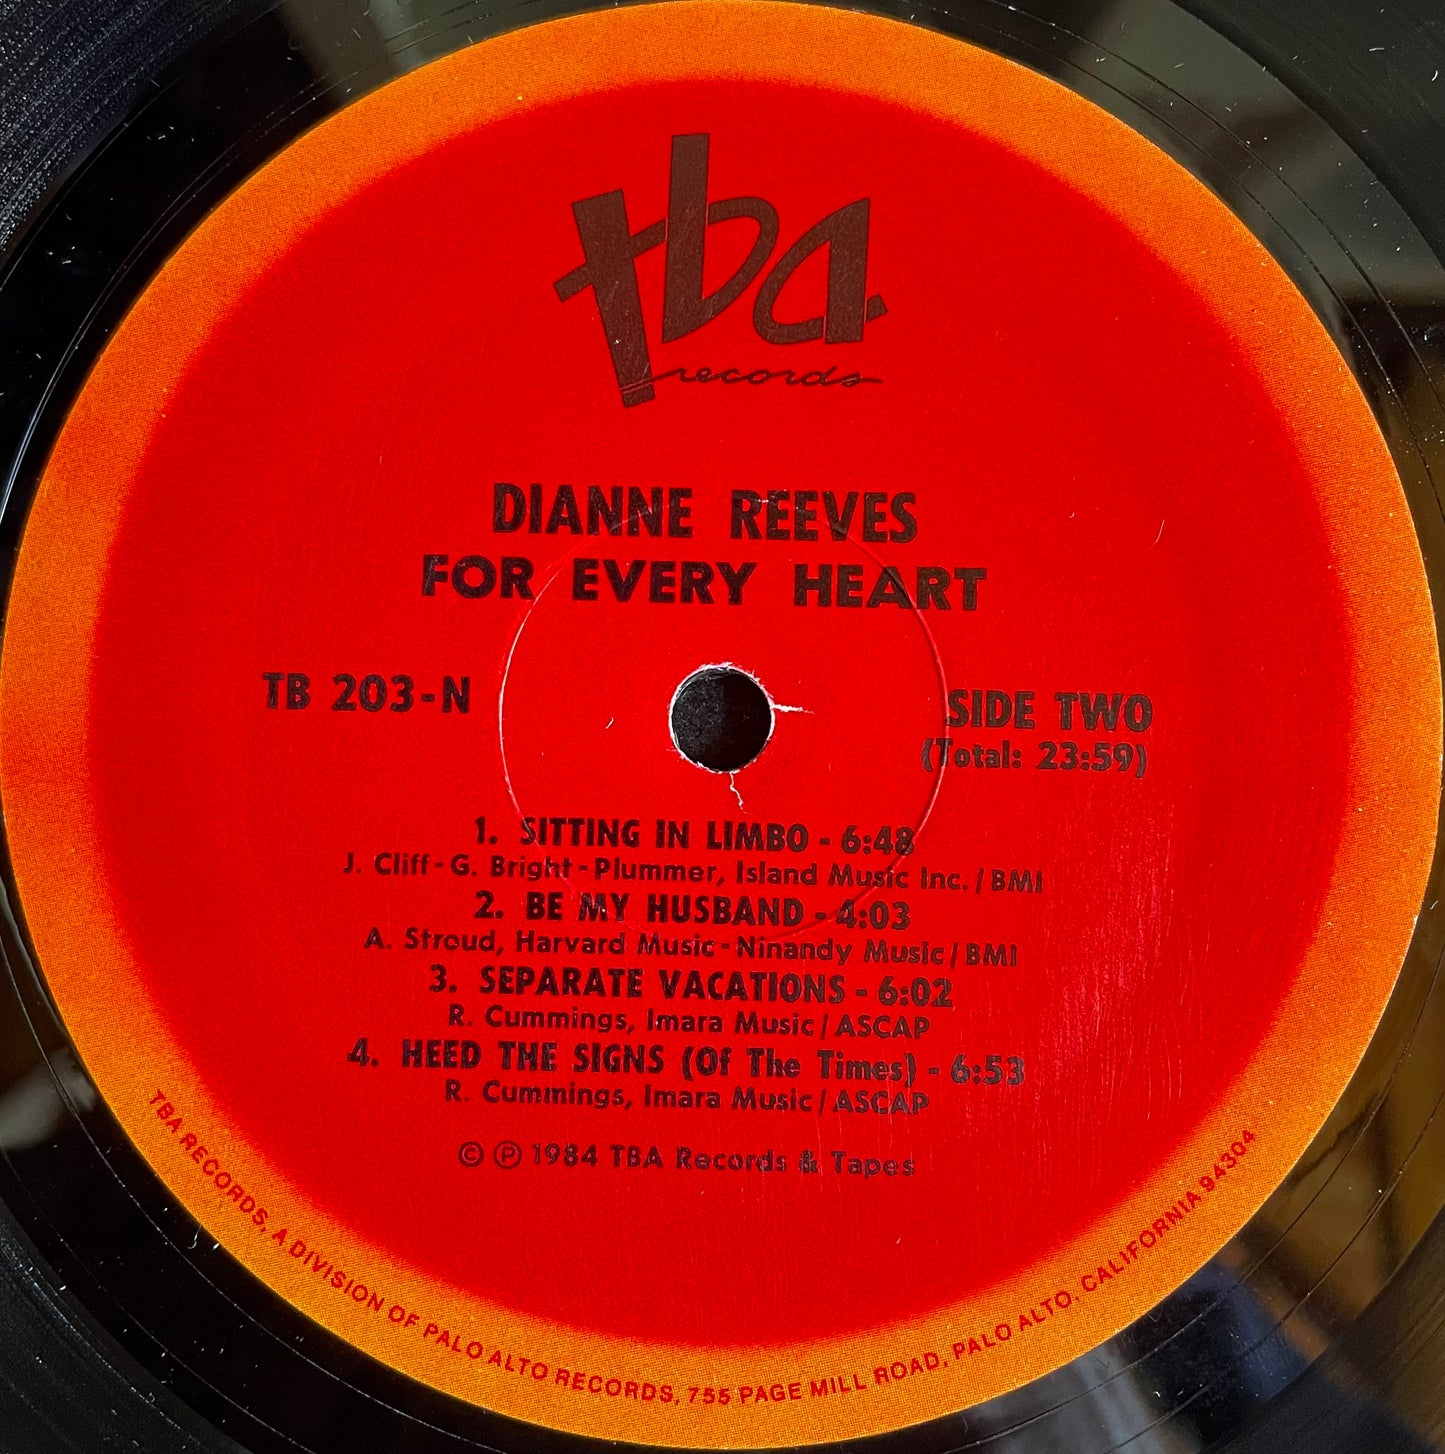 tba
records
DIANNE REEVES
FOR EVERY HEART
TB 203-N
SIDE TWO
(Total: 23:59)
1. SITTING IN LIMBO - 6:48
J. Cliff - G. Bright - Plummer, Island Music Inc. / BMI
2. BE MY HUSBAND - 4:03
A. Stroud, Harvard Music - Ninandy Music / BMI
3. SEPARATE VACATIONS - 6:02
R. Cummings, Imara Music / ASCAP
4. HEED THE SIGNS (Of The Times) - 6:53
R. Cummings, Imara Music / ASCAP
© ℗ 1984 TBA Records & Tapes
TBA RECORDS, A DIVISION OF PALO ALTO RECORDS, 755 PAGE MILL ROAD, PALO ALTO, CALIFORNIA 94304